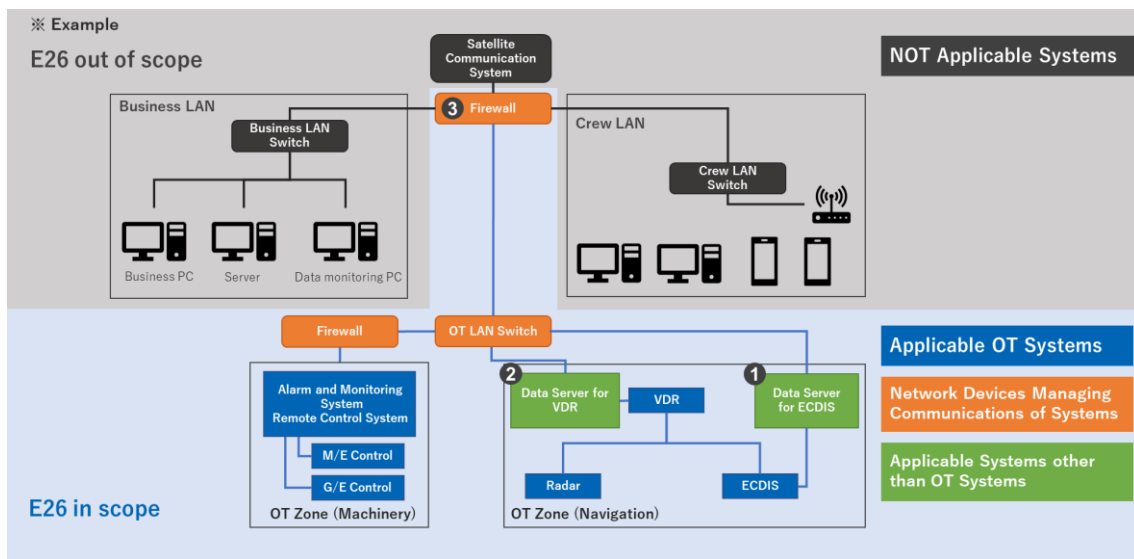 ※ Example
E26 out of scope
Satellite
Communication
System
NOT Applicable Systems
Business LAN
3 Firewall
Crew LAN
Business LAN
Switch
Crew LAN
Switch
Business PC
Server
Data monitoring PC
Firewall
OT LAN Switch
Applicable OT Systems
Alarm and Monitoring
System
Remote Control System
M/E Control
G/E Control
OT Zone (Machinery)
2
Data Server for
VDR
VDR
1
Data Server
for ECDIS
Radar
ECDIS
OT Zone (Navigation)
Network Devices Managing
Communications of Systems
Applicable Systems other
than OT Systems
E26 in scope